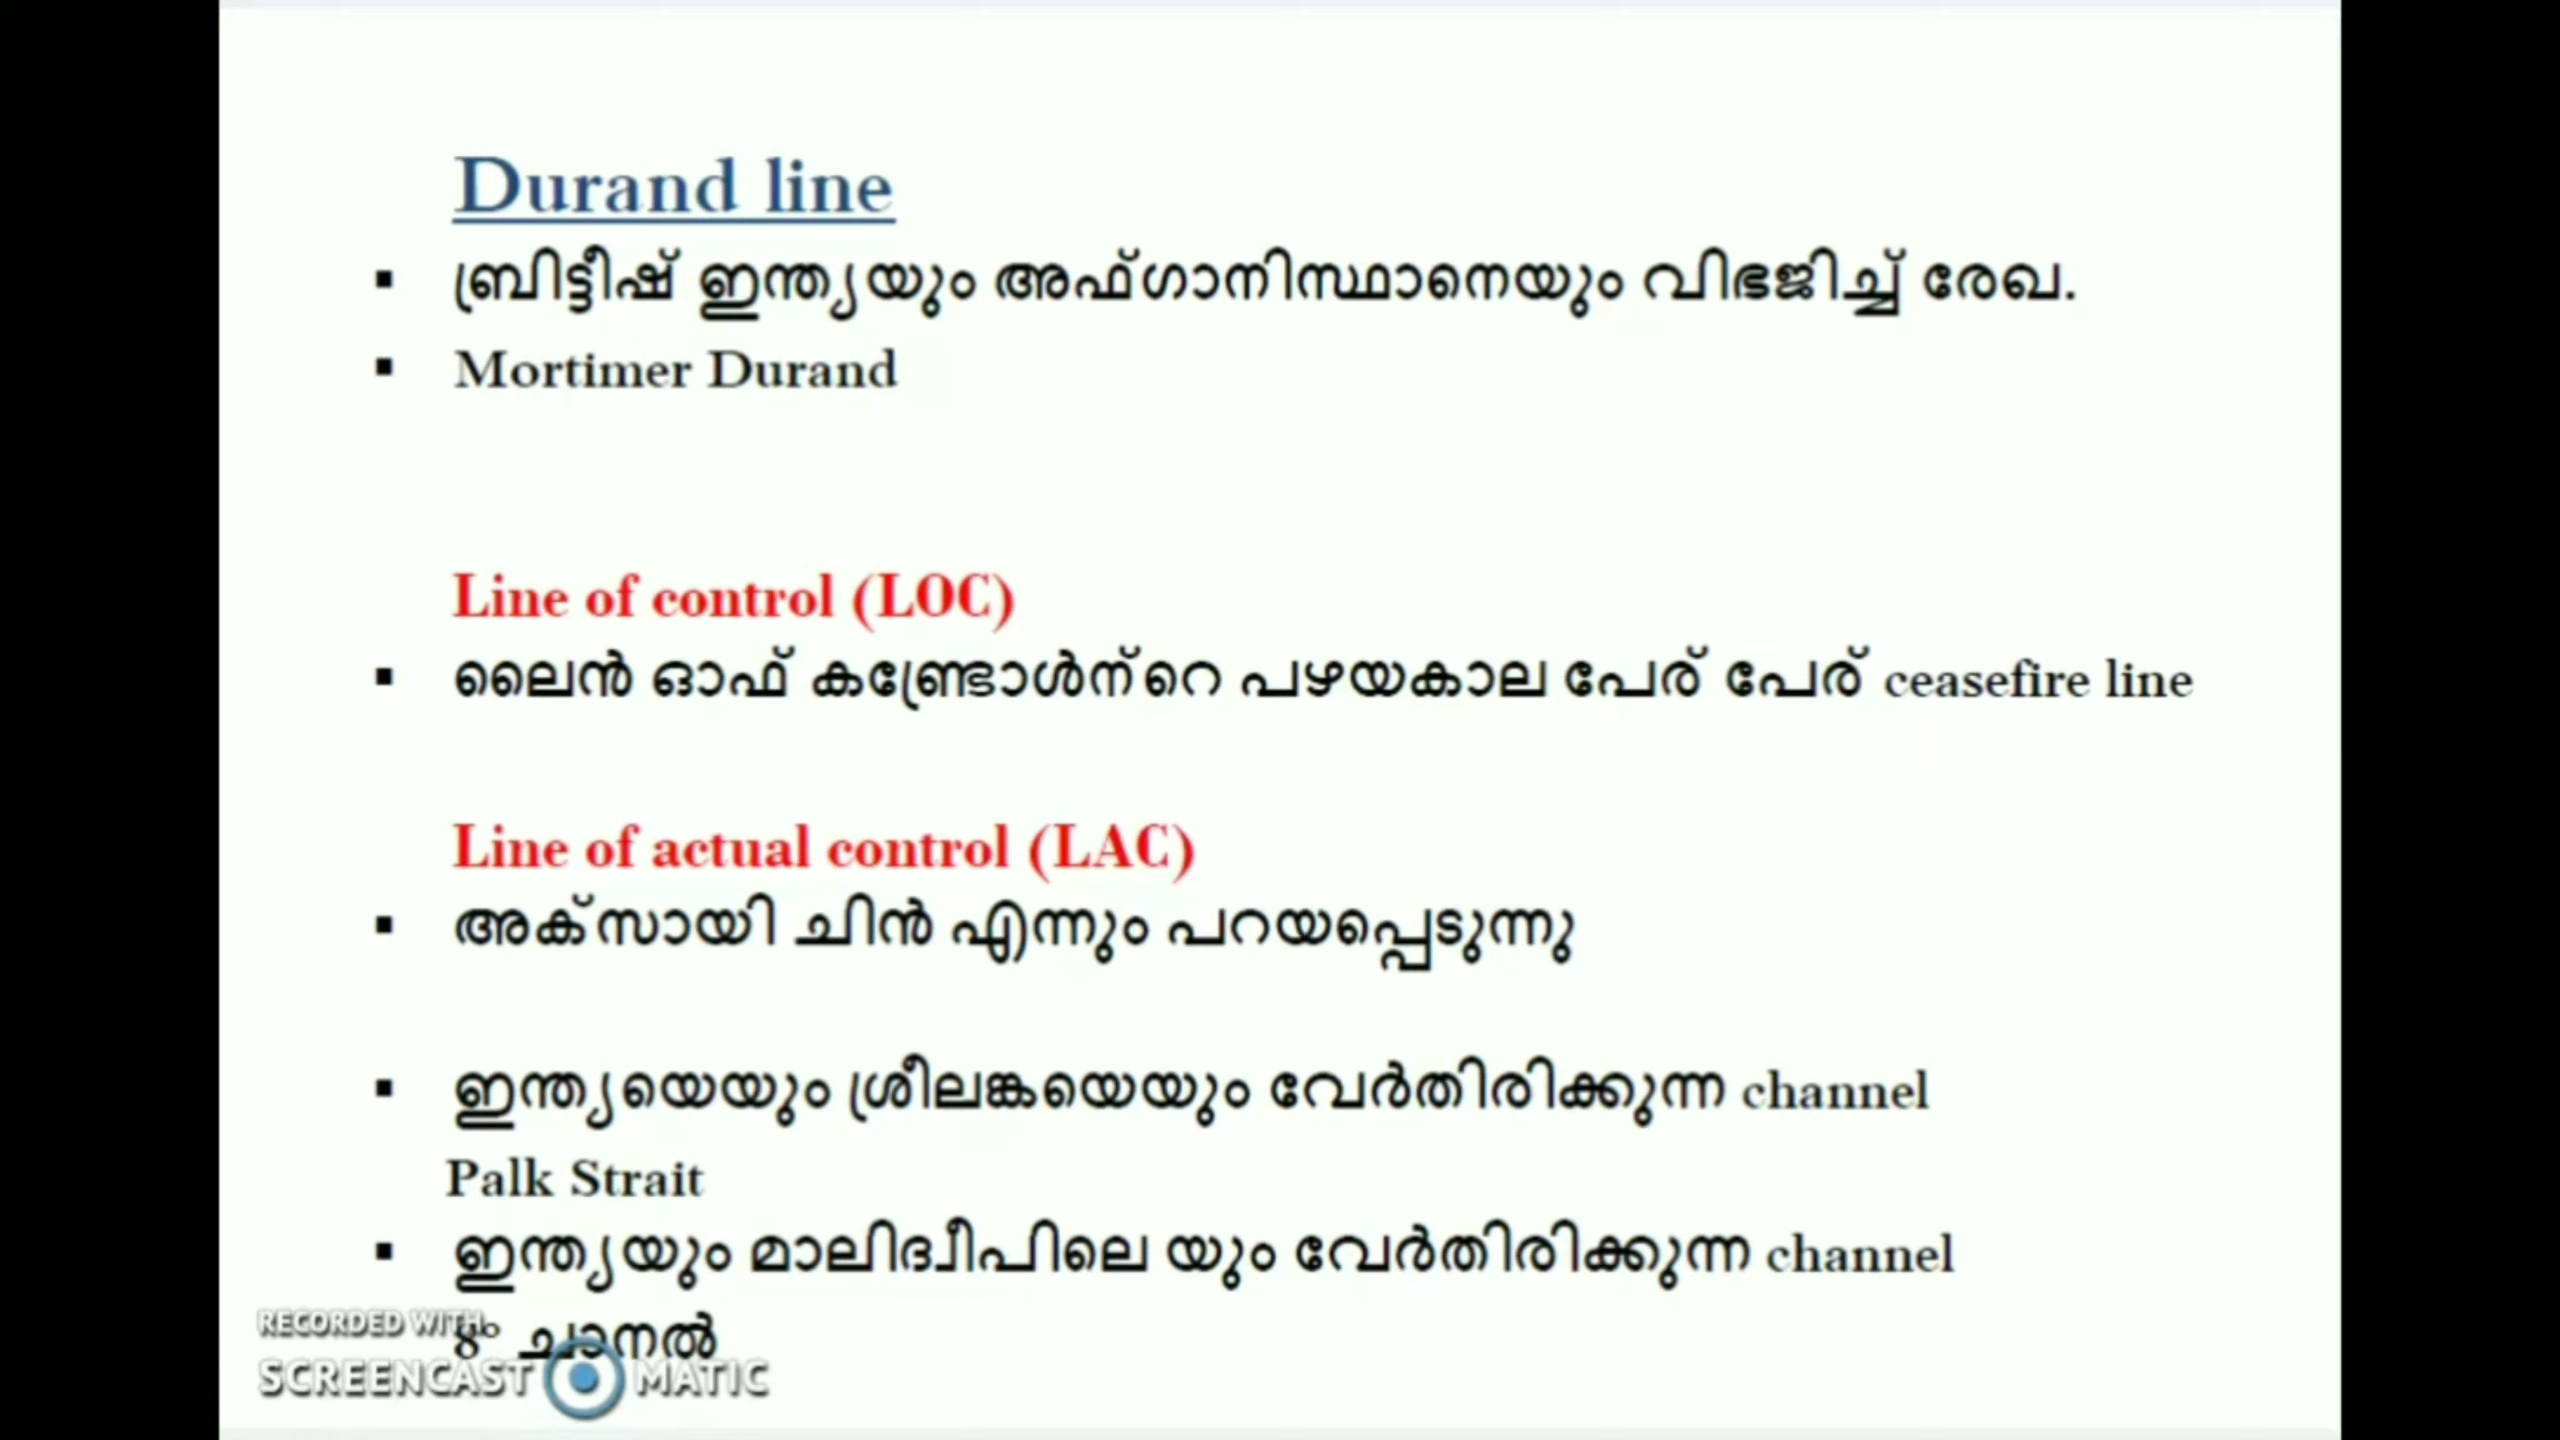 Durand line
▪ ബ്രിട്ടീഷ് ഇന്ത്യയും അഫ്ഗാനിസ്ഥാനെയും വിഭജിച്ച് രേഖ.
▪ Mortimer Durand
Line of control (LOC)
▪ ലൈൻ ഓഫ് കണ്ട്രോൾന്റെ പഴയകാല പേര് പേര് ceasefire line
Line of actual control (LAC)
▪ അക്സായി ചിൻ എന്നും പറയപ്പെടുന്നു
▪ ഇന്ത്യയെയും ശ്രീലങ്കയെയും വേർതിരിക്കുന്ന channel
Palk Strait
▪ ഇന്ത്യയും മാലിദ്വീപിലെ യും വേർതിരിക്കുന്ന channel
8° ചാനൽ
RECORDED WITH
SCREENCAST MATIC